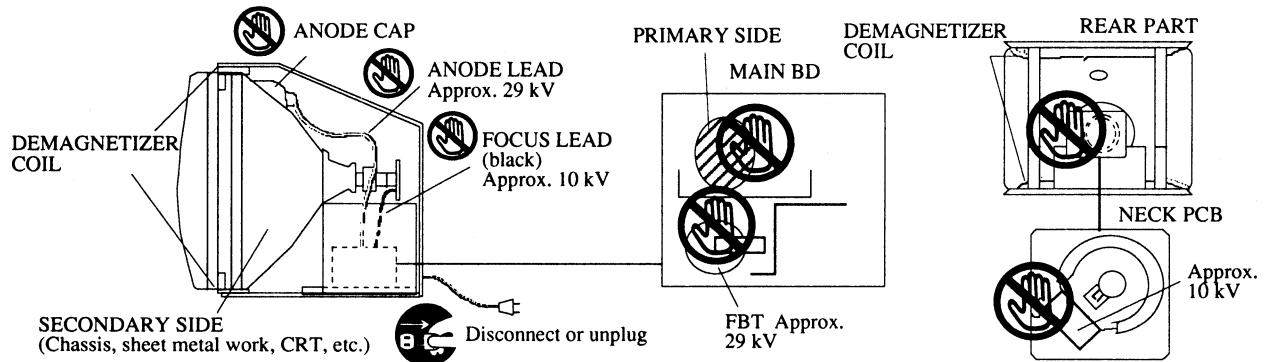 ANODE CAP
ANODE LEAD
Approx. 29 kV
FOCUS LEAD
(black)
Approx. 10 kV
DEMAGNETIZER
COIL
SECONDARY SIDE
(Chassis, sheet metal work, CRT, etc.)
Disconnect or unplug
PRIMARY SIDE
MAIN BD
FBT Approx.
29 kV
DEMAGNETIZER
COIL
REAR PART
NECK PCB
Approx.
10 kV